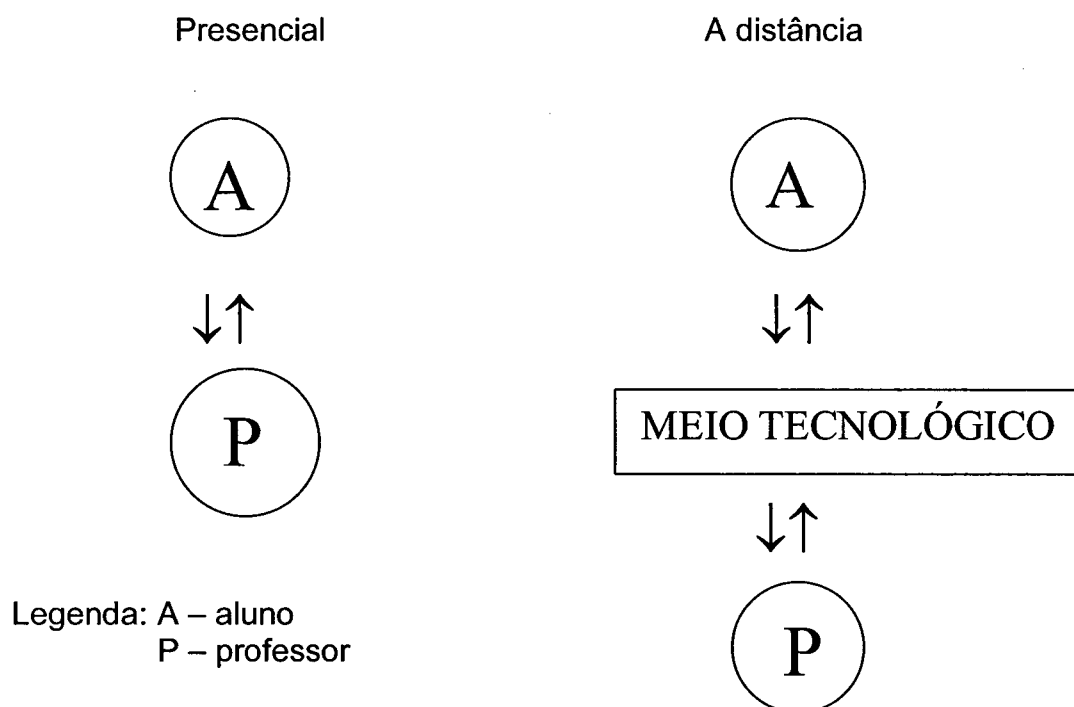 Presencial
A distância
A
A
↓↑
↓↑
P
MEIO TECNOLÓGICO
↓↑
Legenda: A – aluno
P – professor
P